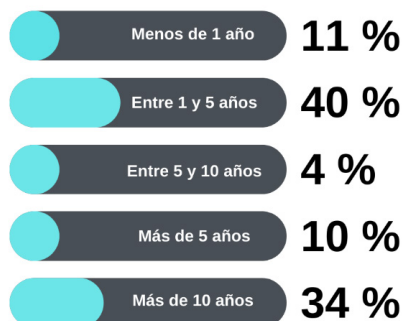 Menos de 1 año 11 %
Entre 1 y 5 años 40 %
Entre 5 y 10 años 4 %
Más de 5 años 10 %
Más de 10 años 34 %